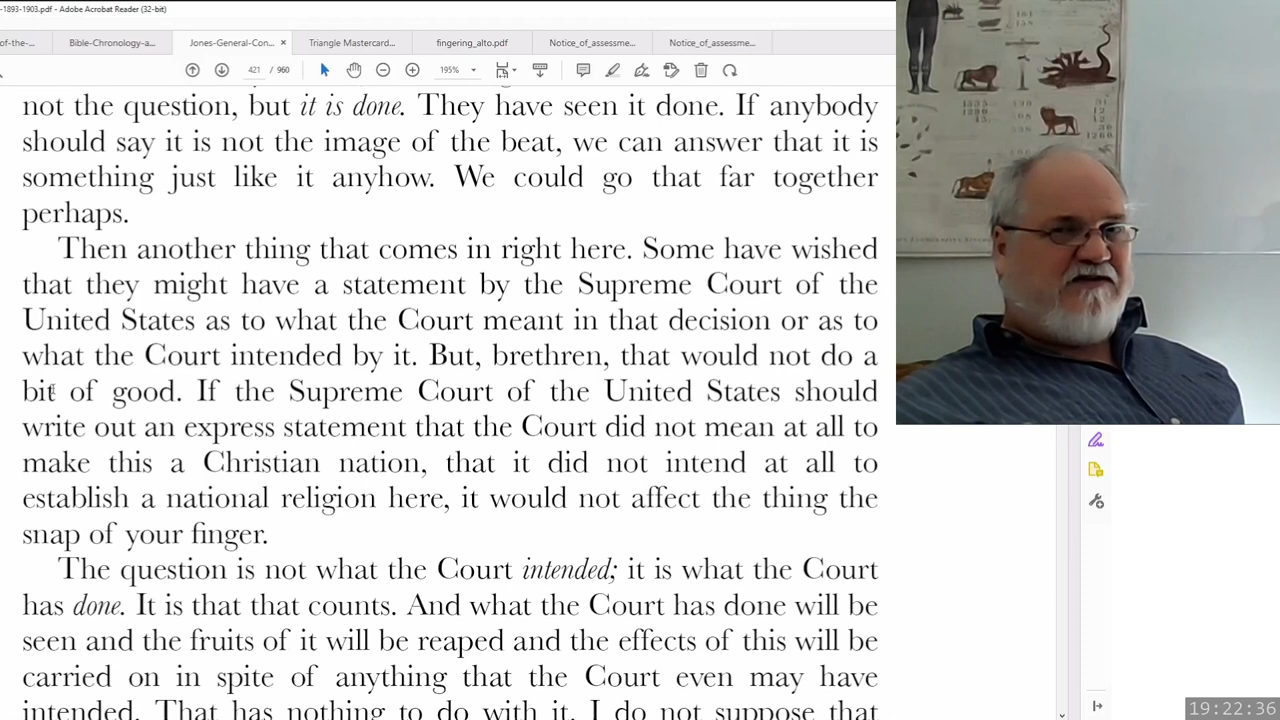 -1893-1903.pdf - Adobe Acrobat Reader (32-bit)
of-the-... Bible-Chronology-a... Jones-General-Con... × Triangle Mastercard... fingering_alto.pdf Notice_of_assessme... Notice_of_assessme...
421 / 960 195%
not the question, but it is done. They have seen it done. If anybody
should say it is not the image of the beat, we can answer that it is
something just like it anyhow. We could go that far together
perhaps.
Then another thing that comes in right here. Some have wished
that they might have a statement by the Supreme Court of the
United States as to what the Court meant in that decision or as to
what the Court intended by it. But, brethren, that would not do a
bit of good. If the Supreme Court of the United States should
write out an express statement that the Court did not mean at all to
make this a Christian nation, that it did not intend at all to
establish a national religion here, it would not affect the thing the
snap of your finger.
The question is not what the Court intended; it is what the Court
has done. It is that that counts. And what the Court has done will be
seen and the fruits of it will be reaped and the effects of this will be
carried on in spite of anything that the Court even may have
intended. That has nothing to do with it. I do not suppose that
19:22:36